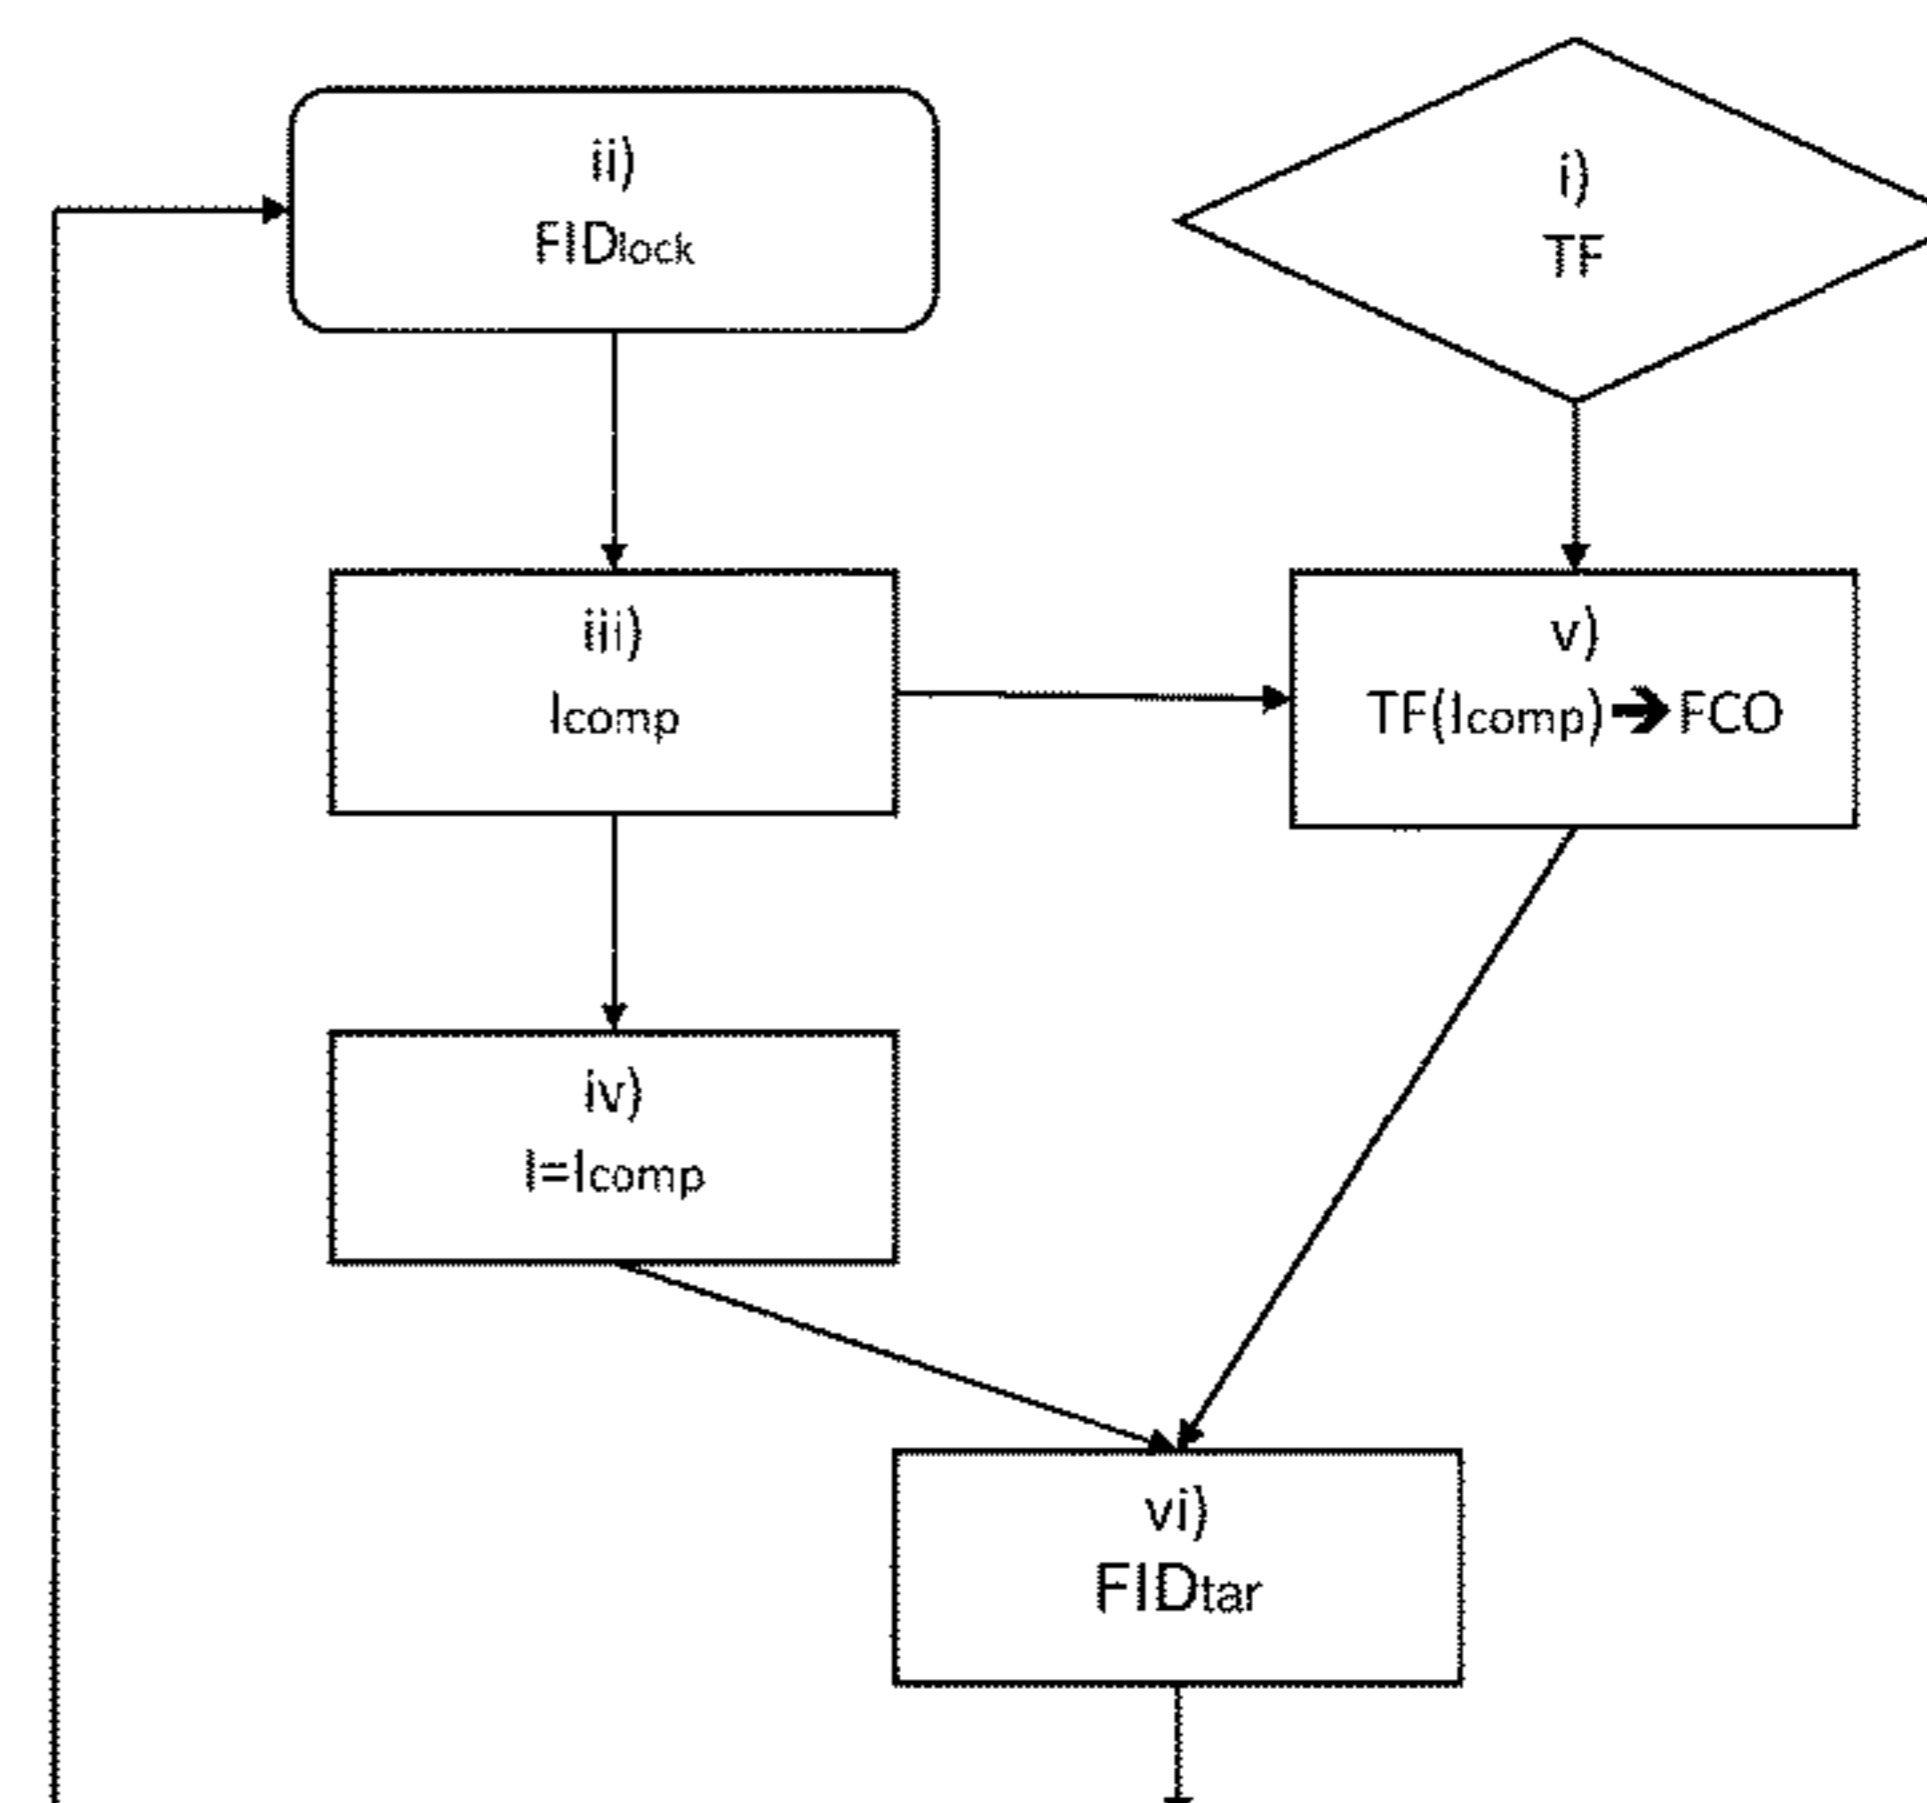 ii)
FIDlock
i)
TF
iii)
Icomp
v)
TF(Icomp)➔FCO
iv)
I=Icomp
vi)
FIDtar